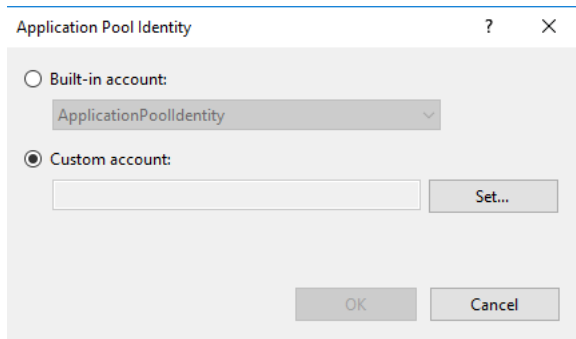 Application Pool Identity ?
Built-in account:
ApplicationPoolIdentity
Custom account:
Set...
OK Cancel